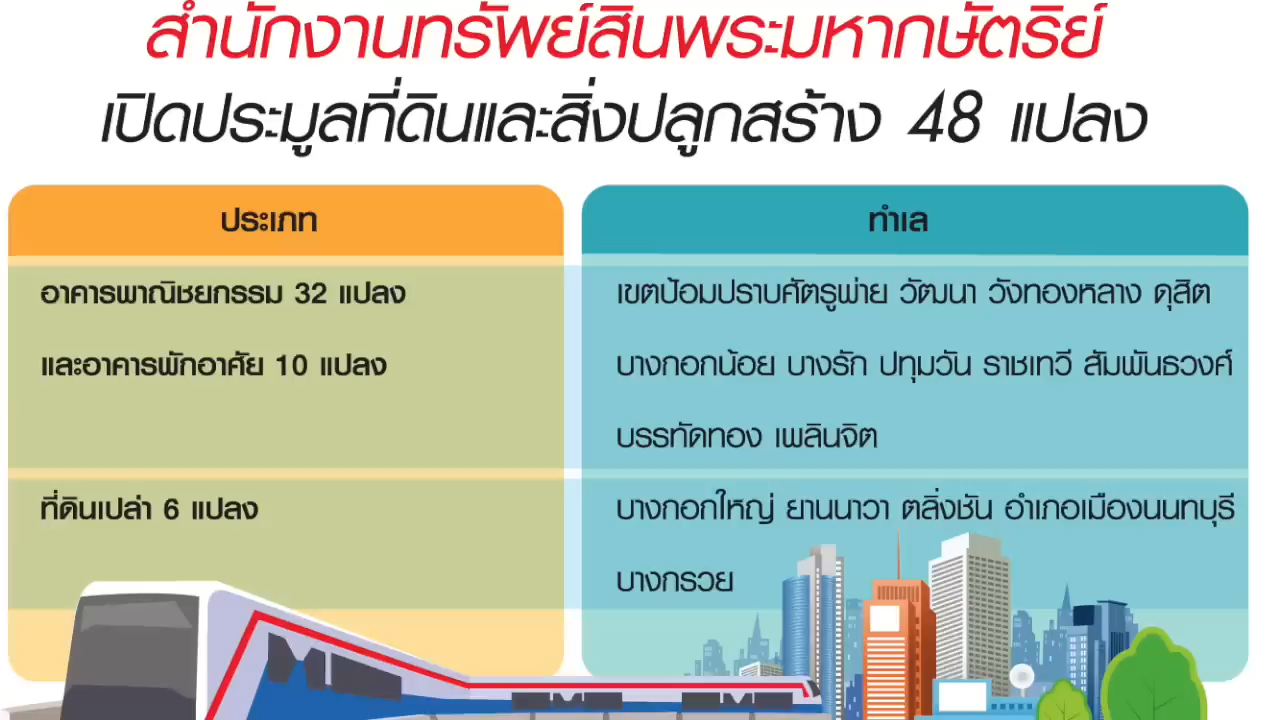 สำนักงานทรัพย์สินพระมหากษัตริย์
เปิดประมูลที่ดินและสิ่งปลูกสร้าง 48 แปลง
ประเภท
ทำเล
อาคารพาณิชยกรรม 32 แปลง
และอาคารพักอาศัย 10 แปลง
เขตป้อมปราบศัตรูพ่าย วัฒนา วังทองหลาง ดุสิต
บางกอกน้อย บางรัก ปทุมวัน ราชเทวี สัมพันธวงศ์
บรรทัดทอง เพลินจิต
ที่ดินเปล่า 6 แปลง
บางกอกใหญ่ ยานนาวา ตลิ่งชัน อำเภอเมืองนนทบุรี
บางกรวย